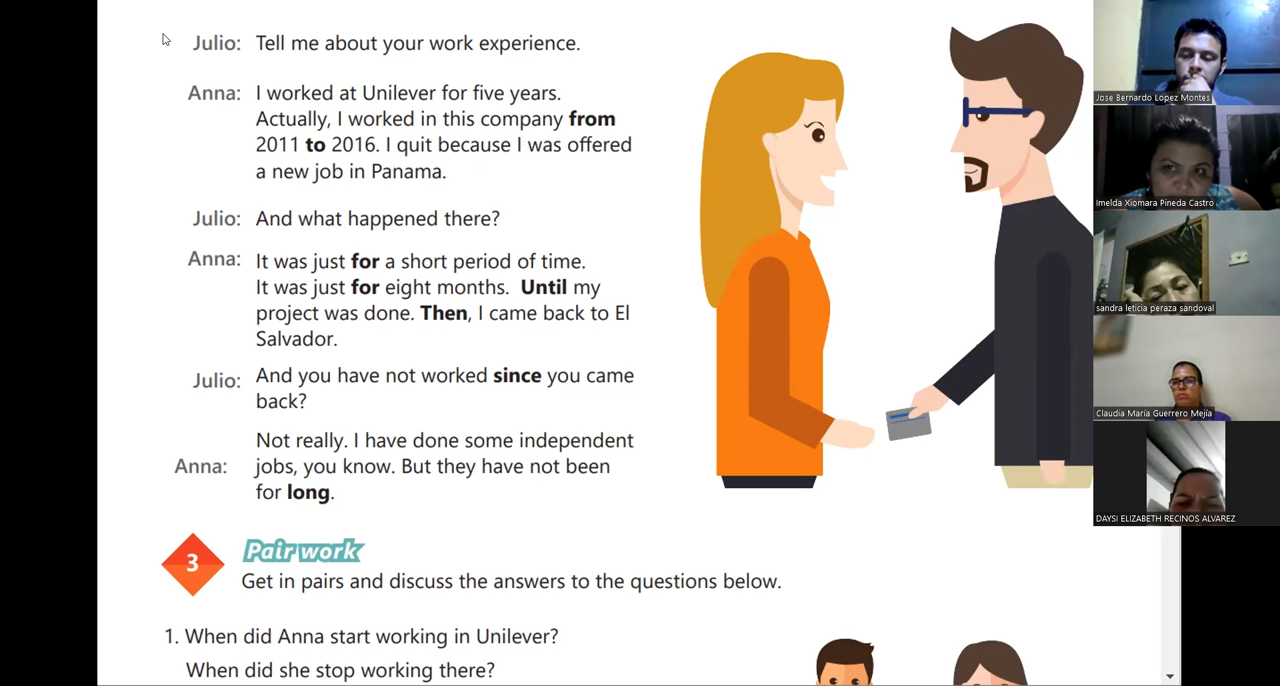 Julio: Tell me about your work experience.
Anna: I worked at Unilever for five years.
Actually, I worked in this company from
2011 to 2016. I quit because I was offered
a new job in Panama.
Julio: And what happened there?
Anna: It was just for a short period of time.
It was just for eight months. Until my
project was done. Then, I came back to El
Salvador.
Julio: And you have not worked since you came
back?
Not really. I have done some independent
Anna: jobs, you know. But they have not been
for long.
3 Pair work
Get in pairs and discuss the answers to the questions below.
1. When did Anna start working in Unilever?
When did she stop working there?
Jose Bernardo Lopez Montes
Imelda Xiomara Pineda Castro
sandra leticia peraza sandoval
Claudia María Guerrero Mejía
DAYSI ELIZABETH RECINOS ALVAREZ